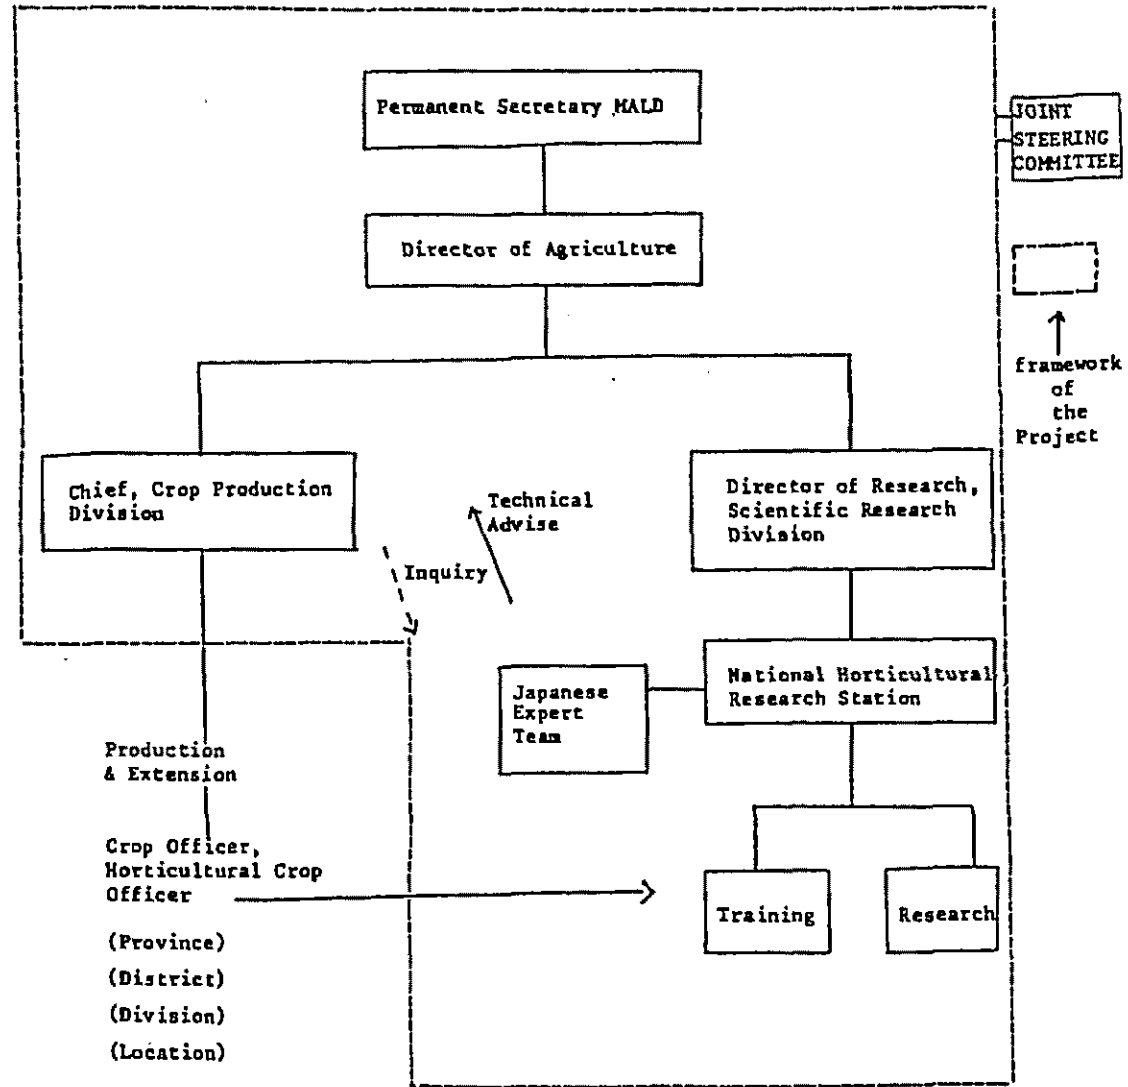 Permanent Secretary MALD
JOINT
STEERING
COMMITTEE
Director of Agriculture
framework
of
the
Project
Chief, Crop Production
Division
Technical
Advise
Inquiry
Director of Research,
Scientific Research
Division
Japanese
Expert
Team
National Horticultural
Research Station
Production
& Extension
Crop Officer,
Horticultural Crop
Officer
Training
Research
(Province)
(District)
(Division)
(Location)